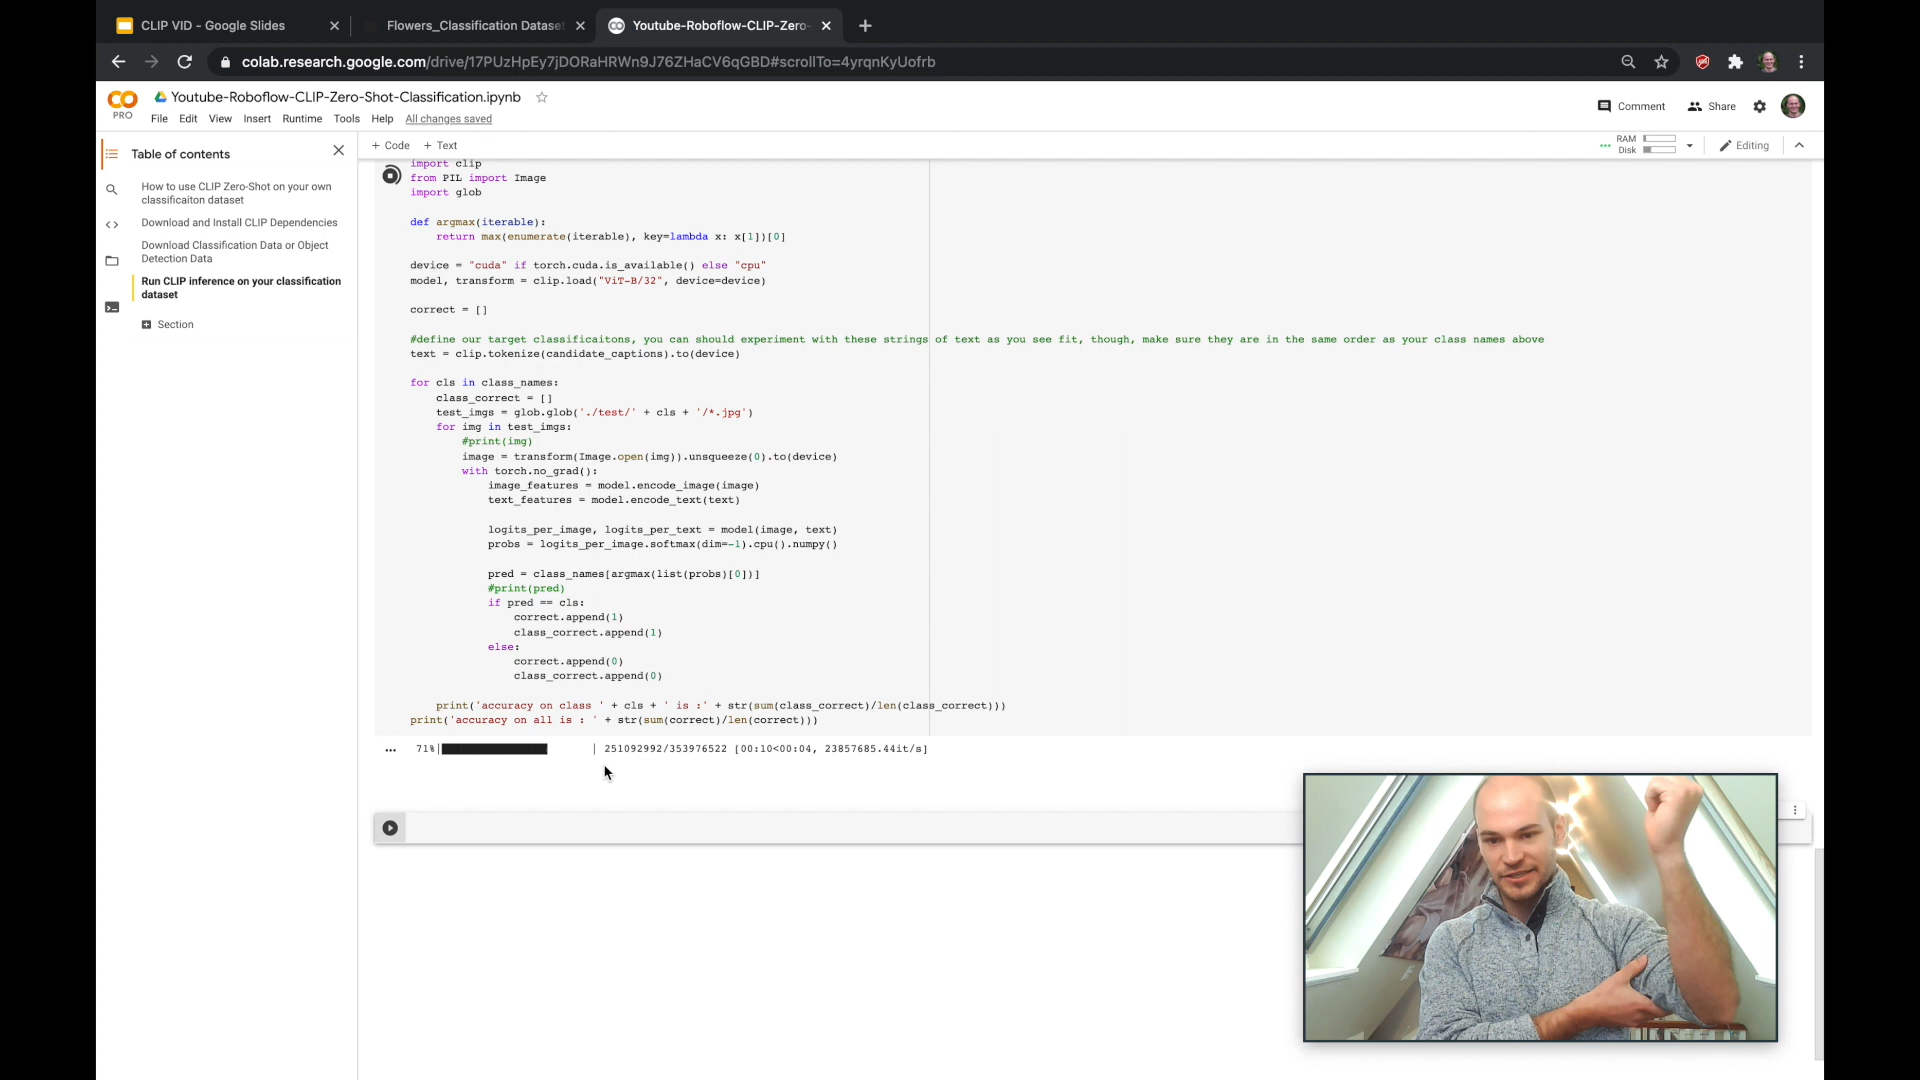 CLIP VID - Google Slides
Flowers_Classification Dataset
Youtube-Roboflow-CLIP-Zero-
colab.research.google.com/drive/17PUzHpEy7jDORaHRWn9J76ZHaCV6qGBD#scrollTo=4yrqnKyUofrb
PRO
Youtube-Roboflow-CLIP-Zero-Shot-Classification.ipynb
File Edit View Insert Runtime Tools Help All changes saved
Comment
Share
Table of contents
How to use CLIP Zero-Shot on your own
classificaiton dataset
Download and Install CLIP Dependencies
Download Classification Data or Object
Detection Data
Run CLIP inference on your classification
dataset
Section
+ Code + Text
RAM
Disk
Editing
import clip
from PIL import Image
import glob
def argmax(iterable):
    return max(enumerate(iterable), key=lambda x: x[1])[0]
device = "cuda" if torch.cuda.is_available() else "cpu"
model, transform = clip.load("ViT-B/32", device=device)
correct = []
#define our target classificaitons, you can should experiment with these strings of text as you see fit, though, make sure they are in the same order as your class names above
text = clip.tokenize(candidate_captions).to(device)
for cls in class_names:
    class_correct = []
    test_imgs = glob.glob('./test/' + cls + '/*.jpg')
    for img in test_imgs:
        #print(img)
        image = transform(Image.open(img)).unsqueeze(0).to(device)
        with torch.no_grad():
            image_features = model.encode_image(image)
            text_features = model.encode_text(text)
            logits_per_image, logits_per_text = model(image, text)
            probs = logits_per_image.softmax(dim=-1).cpu().numpy()
            pred = class_names[argmax(list(probs)[0])]
            #print(pred)
            if pred == cls:
                correct.append(1)
                class_correct.append(1)
            else:
                correct.append(0)
                class_correct.append(0)
    print('accuracy on class ' + cls + ' is :' + str(sum(class_correct)/len(class_correct)))
print('accuracy on all is : ' + str(sum(correct)/len(correct)))
71%| | 251092992/353976522 [00:10<00:04, 23857685.44it/s]